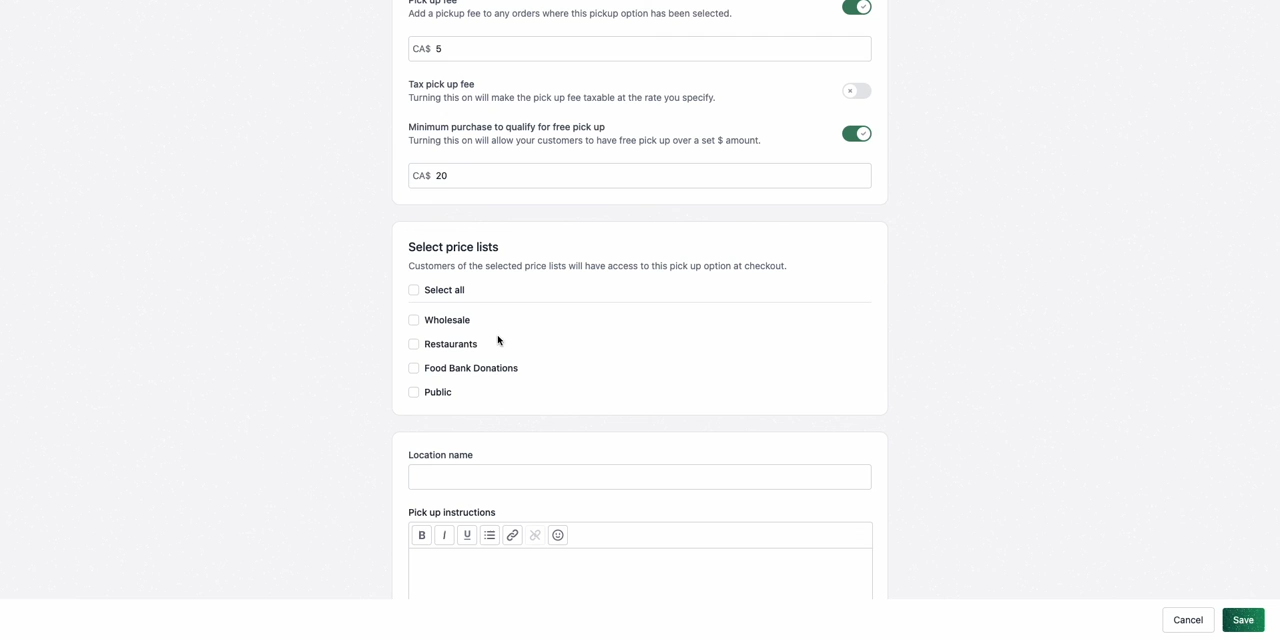 Pick up fee
Add a pickup fee to any orders where this pickup option has been selected.
CA$ 5
Tax pick up fee
Turning this on will make the pick up fee taxable at the rate you specify.
Minimum purchase to qualify for free pick up
Turning this on will allow your customers to have free pick up over a set $ amount.
CA$ 20
Select price lists
Customers of the selected price lists will have access to this pick up option at checkout.
Select all
Wholesale
Restaurants
Food Bank Donations
Public
Location name
Pick up instructions
B I U
Cancel Save